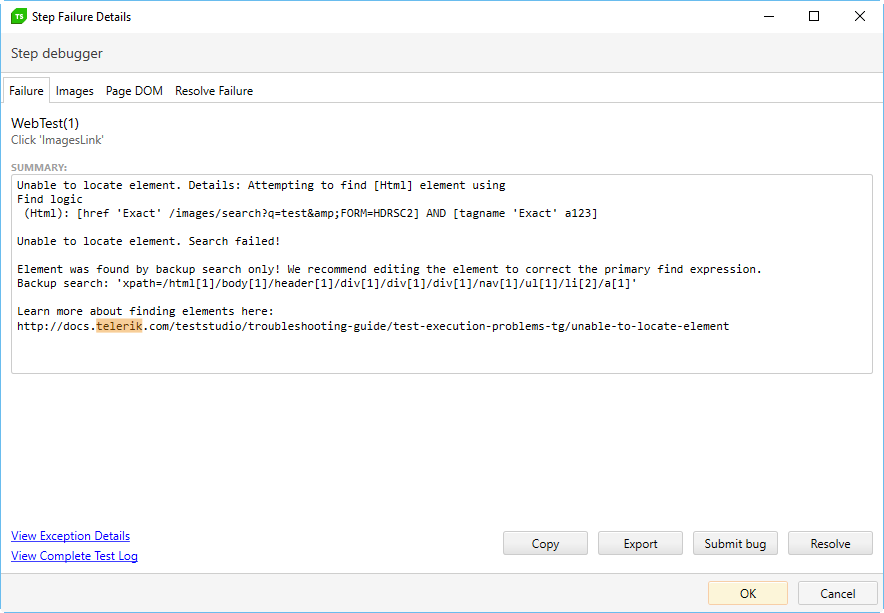 TS Step Failure Details
Step debugger
Failure Images Page DOM Resolve Failure
WebTest(1)
Click 'ImagesLink'
SUMMARY:
Unable to locate element. Details: Attempting to find [Html] element using
Find logic
(Html): [href 'Exact' /images/search?q=test&amp;FORM=HDRSC2] AND [tagname 'Exact' a123]
Unable to locate element. Search failed!
Element was found by backup search only! We recommend editing the element to correct the primary find expression.
Backup search: 'xpath=/html[1]/body[1]/header[1]/div[1]/div[1]/div[1]/nav[1]/ul[1]/li[2]/a[1]'
Learn more about finding elements here:
http://docs.telerik.com/teststudio/troubleshooting-guide/test-execution-problems-tg/unable-to-locate-element
View Exception Details
View Complete Test Log
Copy Export Submit bug Resolve
OK Cancel